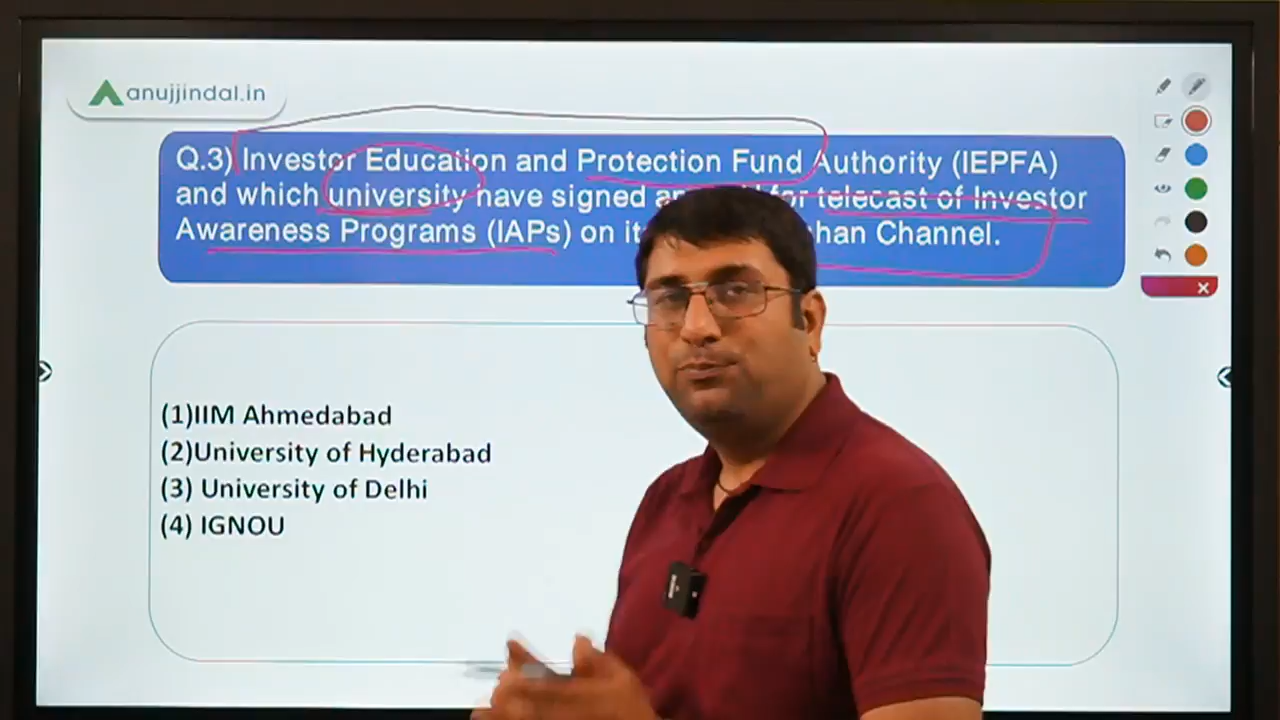 anujjindal.in
Q.3) Investor Education and Protection Fund Authority (IEPFA)
and which university have signed for telecast of Investor
Awareness Programs (IAPs) on Channel.
(1)IIM Ahmedabad
(2)University of Hyderabad
(3) University of Delhi
(4) IGNOU